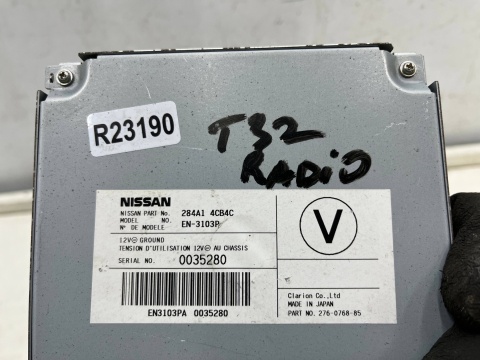 R23190
T32
RADIO
NISSAN
NISSAN PART No. 284A1 4CB4C
MODEL NO.
N° DE MODELE EN-3103P
12V⊖ GROUND
TENSION D'UTILISATION 12V⊖ AU CHASSIS
SERIAL NO. 0035280
EN3103PA 0035280
V
Clarion Co.,Ltd
MADE IN JAPAN
PART NO. 276-0768-85